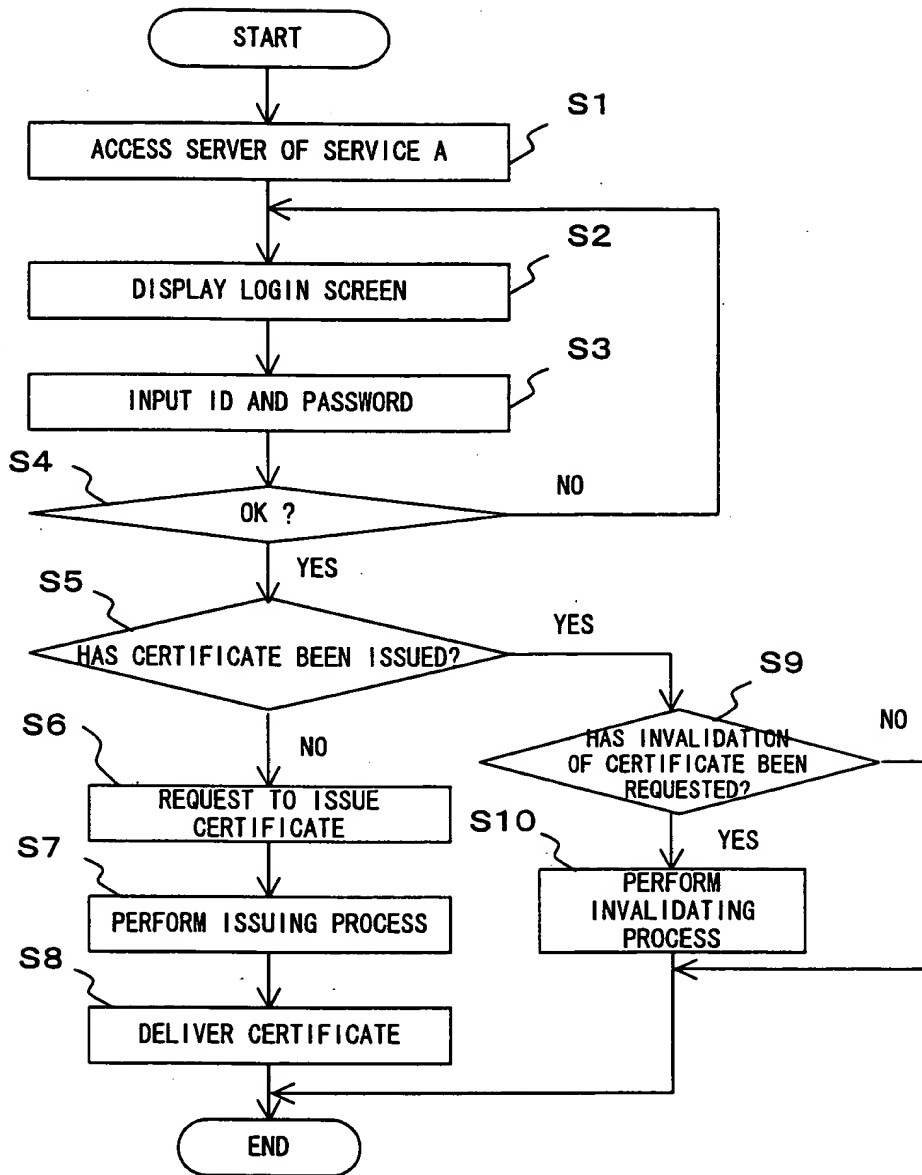 START
S1
ACCESS SERVER OF SERVICE A
S2
DISPLAY LOGIN SCREEN
S3
INPUT ID AND PASSWORD
S4
OK ?
NO
YES
S5
HAS CERTIFICATE BEEN ISSUED?
YES
S9
HAS INVALIDATION
OF CERTIFICATE BEEN
REQUESTED?
NO
S6
NO
REQUEST TO ISSUE
CERTIFICATE
S10
YES
PERFORM
INVALIDATING
PROCESS
S7
PERFORM ISSUING PROCESS
S8
DELIVER CERTIFICATE
END